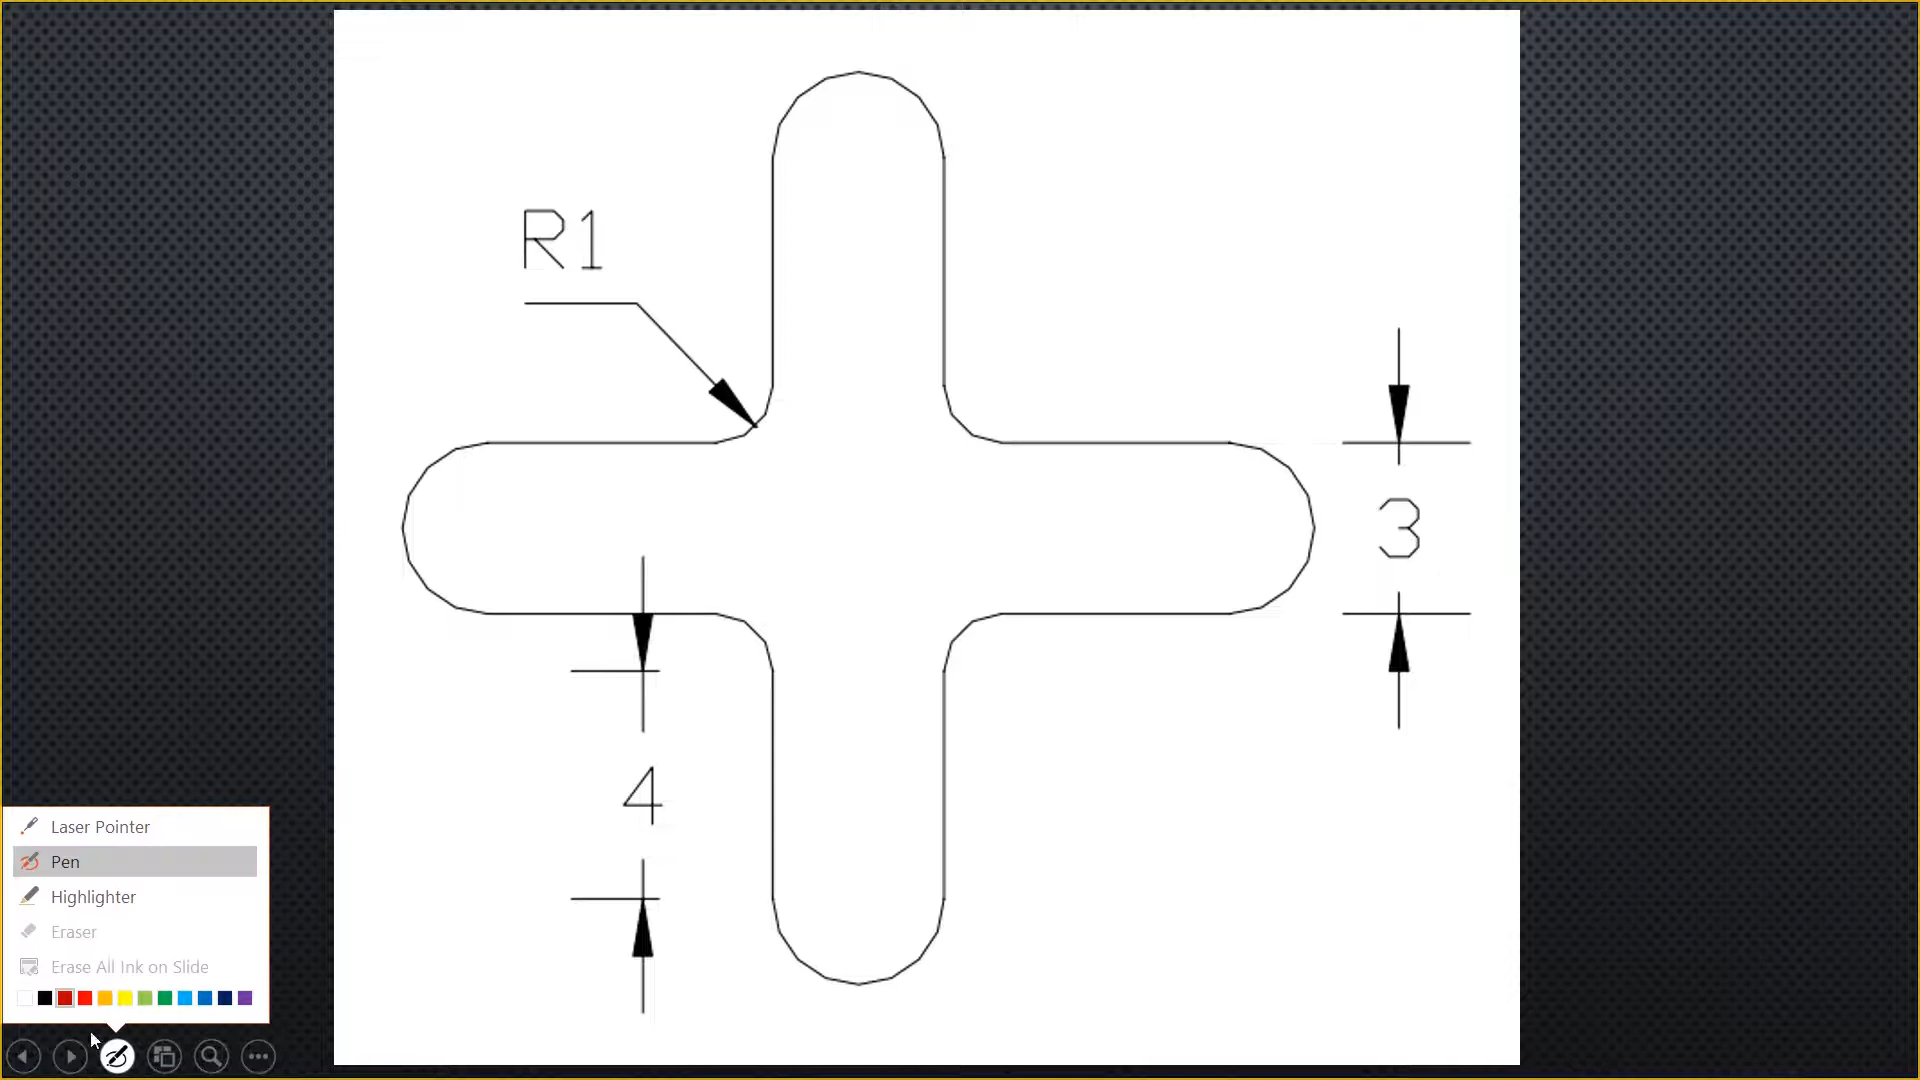 R1
3
4
Laser Pointer
Pen
Highlighter
Eraser
Erase All Ink on Slide